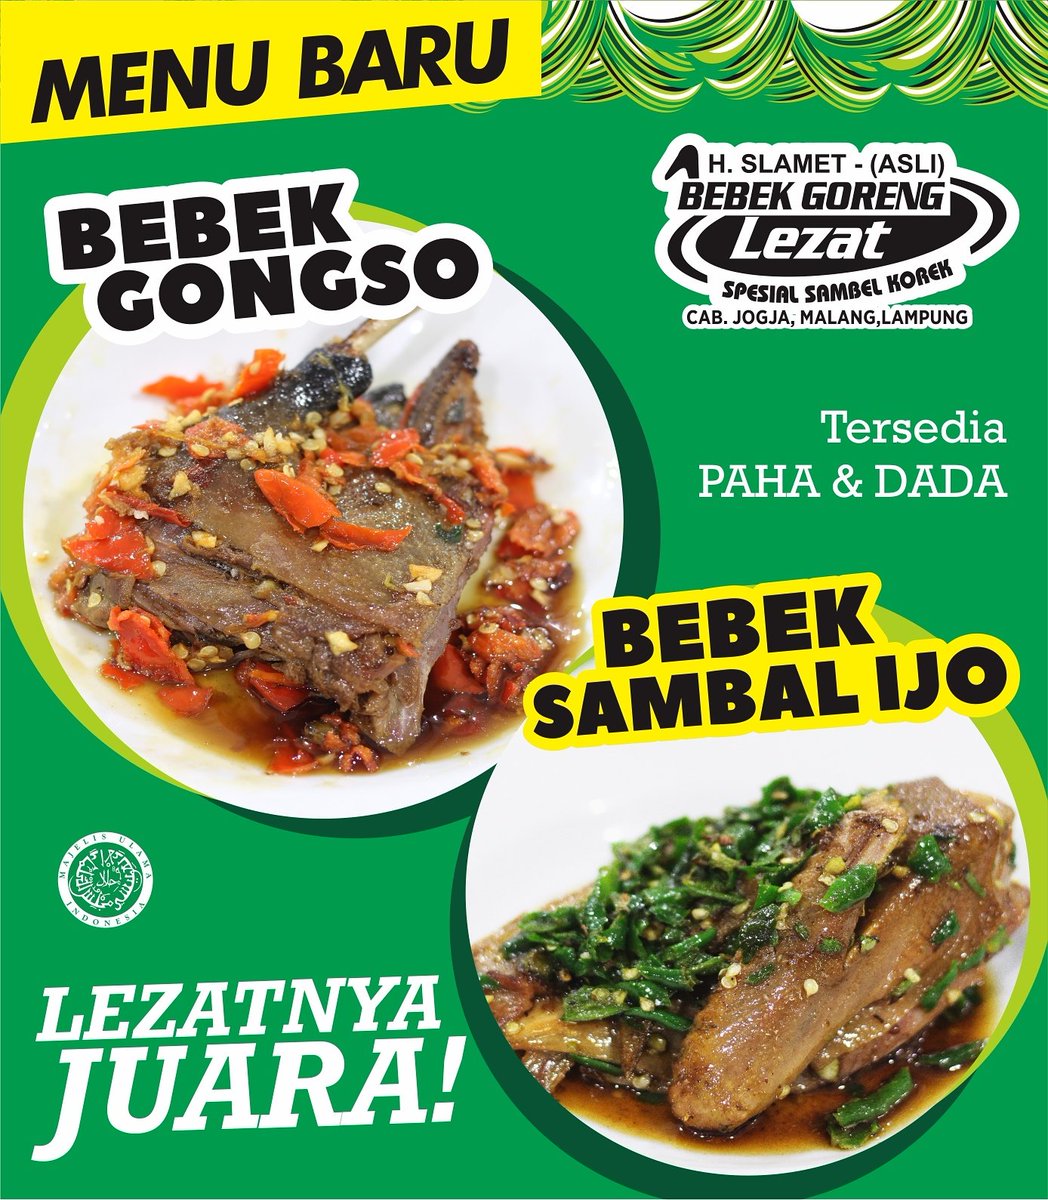 MENU BARU
H. SLAMET - (ASLI)
BEBEK GORENG
Lezat
SPESIAL SAMBEL KOREK
CAB. JOGJA, MALANG,LAMPUNG
BEBEK
GONGSO
Tersedia
PAHA & DADA
BEBEK
SAMBAL IJO
MAJELIS ULAMA
حلال
INDONESIA
LEZATNYA
JUARA!